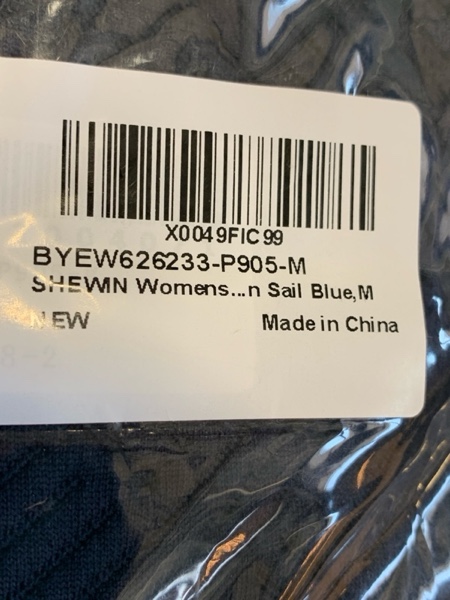 X0049FIC99
BYEW626233-P905-M
SHEWIN Womens...n Sail Blue,M
NEW
Made in China